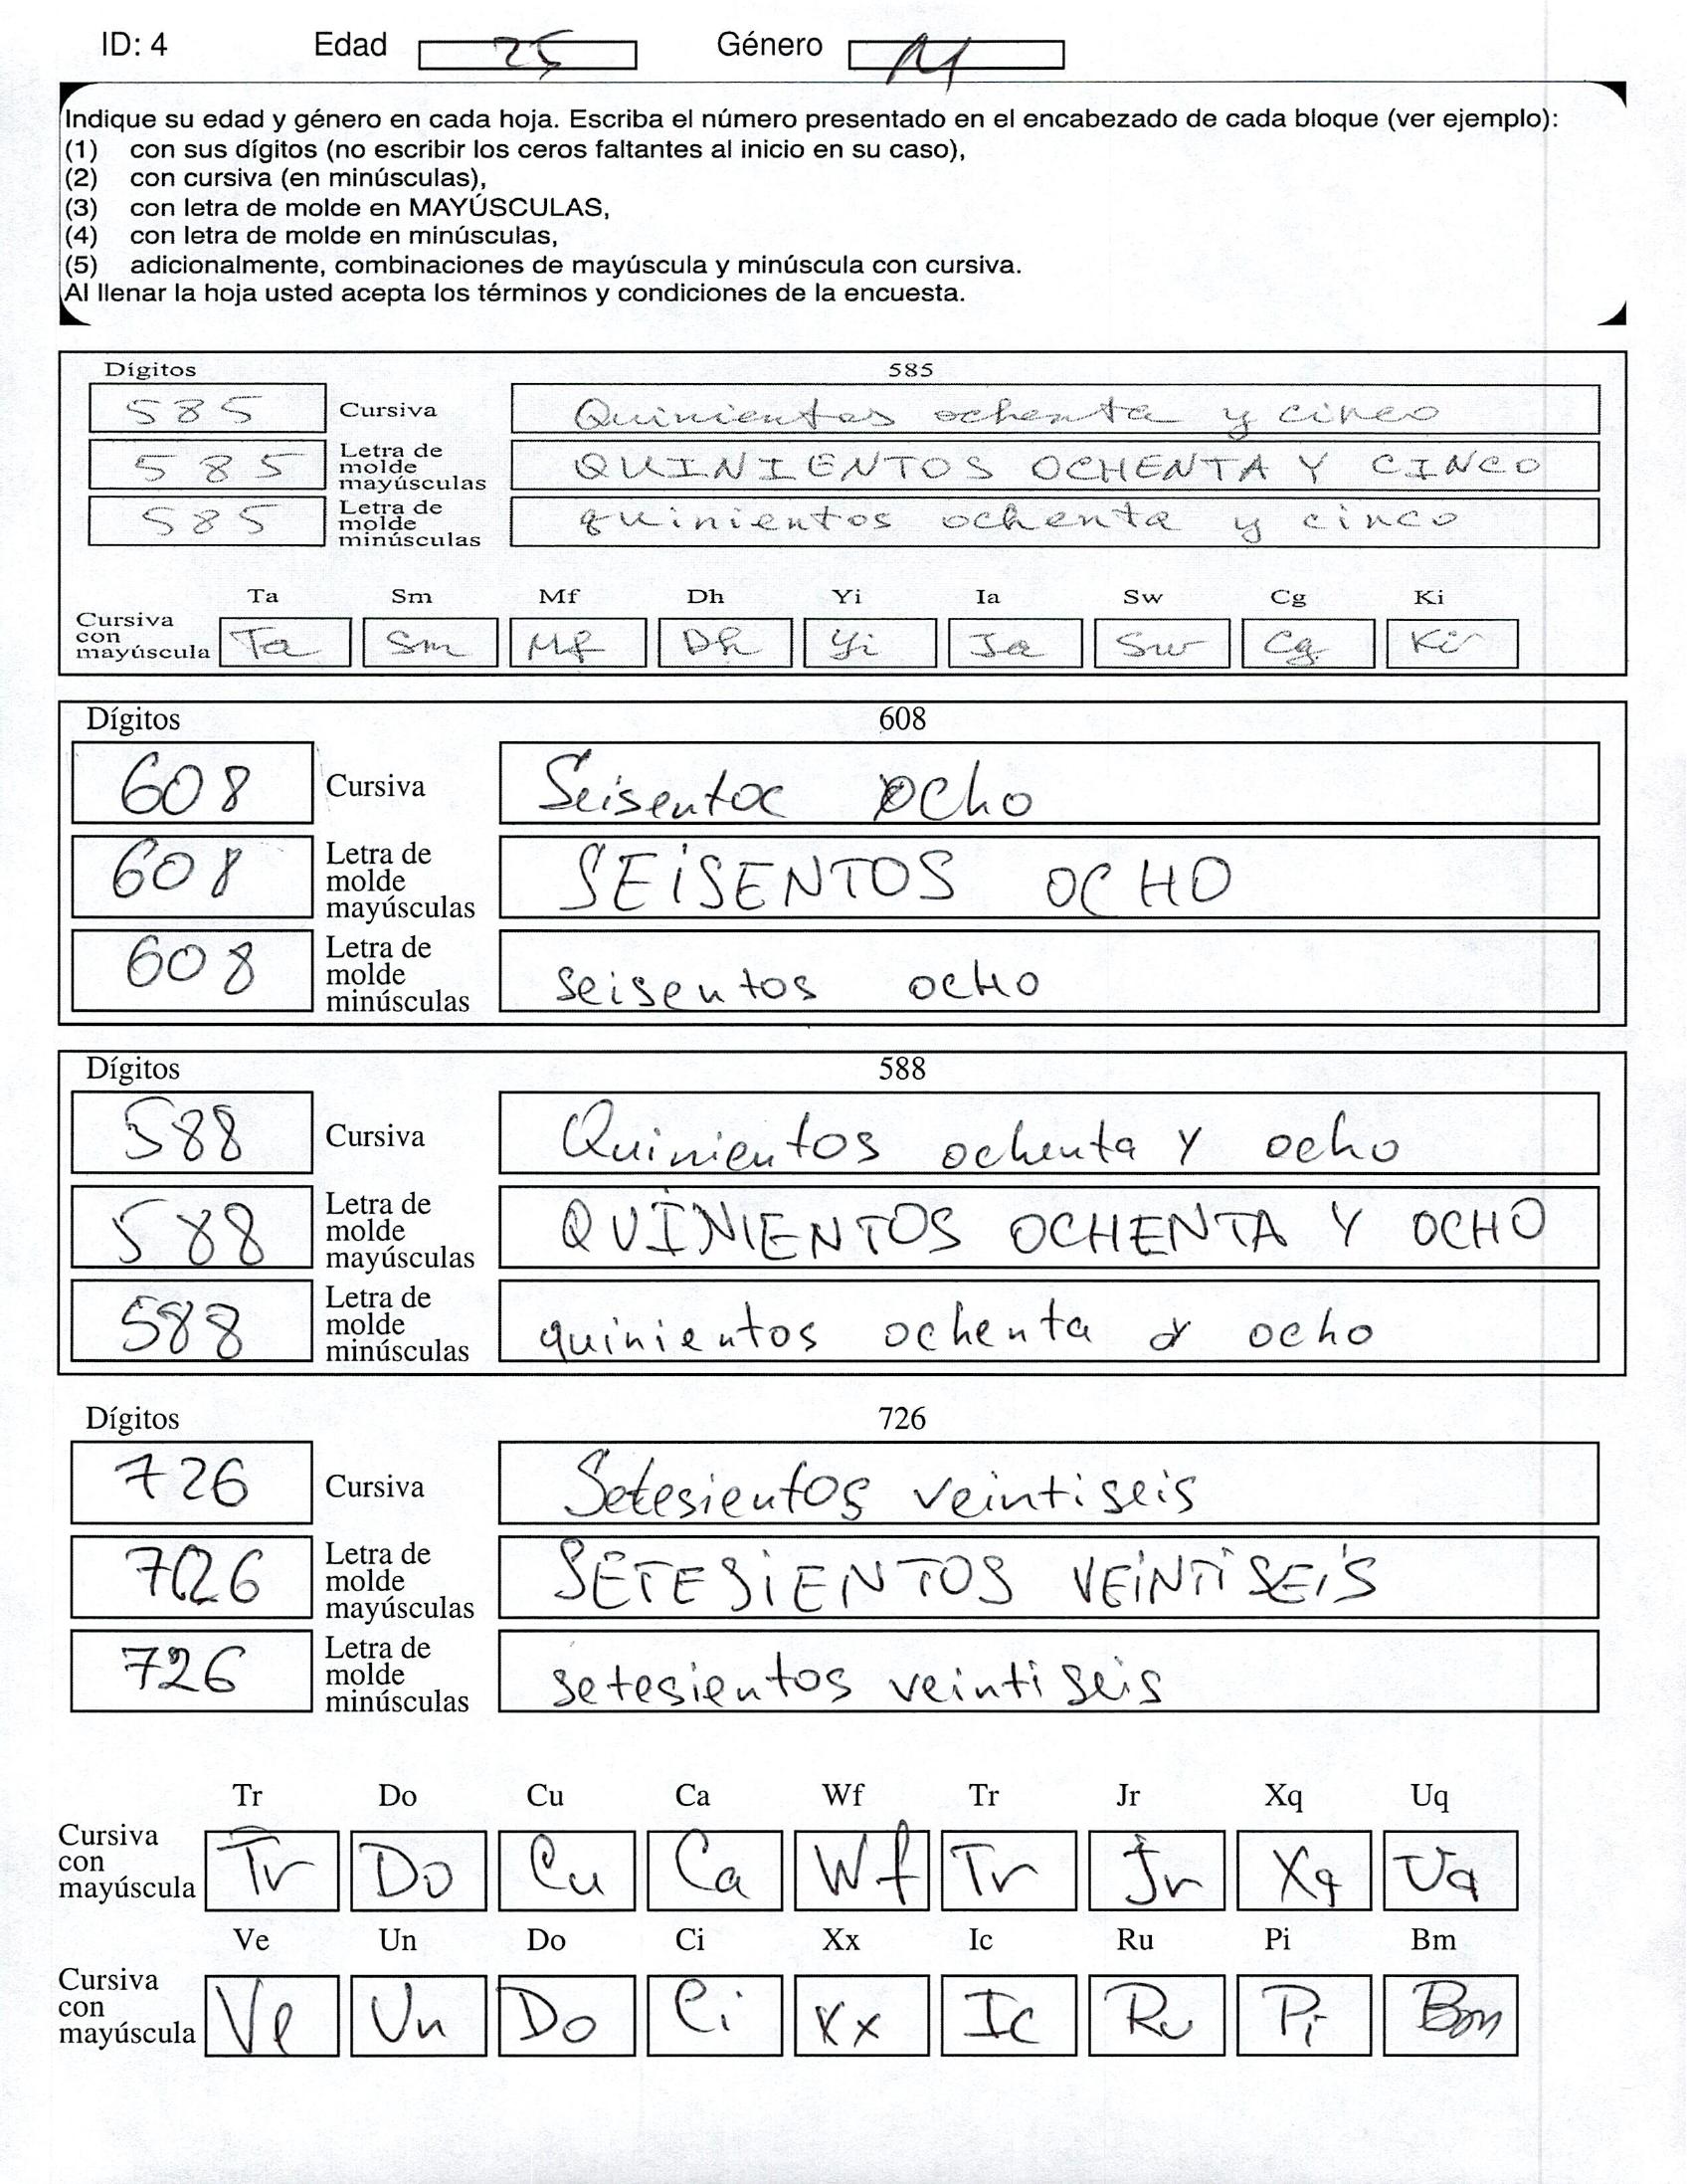 ID: 4 Edad 25 Género M
Indique su edad y género en cada hoja. Escriba el número presentado en el encabezado de cada bloque (ver ejemplo):
(1) con sus dígitos (no escribir los ceros faltantes al inicio en su caso),
(2) con cursiva (en minúsculas),
(3) con letra de molde en MAYÚSCULAS,
(4) con letra de molde en minúsculas,
(5) adicionalmente, combinaciones de mayúscula y minúscula con cursiva.
Al llenar la hoja usted acepta los términos y condiciones de la encuesta.
Dígitos 585
585 Cursiva Quinientos ochenta y cinco
585 Letra de molde mayúsculas QUINIENTOS OCHENTA Y CINCO
585 Letra de molde minúsculas quinientos ochenta y cinco
Ta Sm Mf Dh Yi Ia Sw Cg Ki
Cursiva con mayúscula Ta Sm Mf Dh Yi Ia Sw Cg Ki
Dígitos 608
608 Cursiva Seisentoc ocho
608 Letra de molde mayúsculas SEiSENTOS OCHO
608 Letra de molde minúsculas seisentos ocHo
Dígitos 588
588 Cursiva Quinientos ochenta Y ocho
588 Letra de molde mayúsculas QUINIENTOS OCHENTA Y OCHO
588 Letra de molde minúsculas quinientos ochenta y ocho
Dígitos 726
726 Cursiva Setesientos veintiseis
726 Letra de molde mayúsculas SETESiENTOS VEiNTiSEiS
726 Letra de molde minúsculas setesientos veintiseis
Tr Do Cu Ca Wf Tr Jr Xq Uq
Cursiva con mayúscula Tr Do Cu Ca Wf Tr Jr Xq Uq
Ve Un Do Ci Xx Ic Ru Pi Bm
Cursiva con mayúscula Ve Un Do Ci Xx Ic Ru Pi Bm